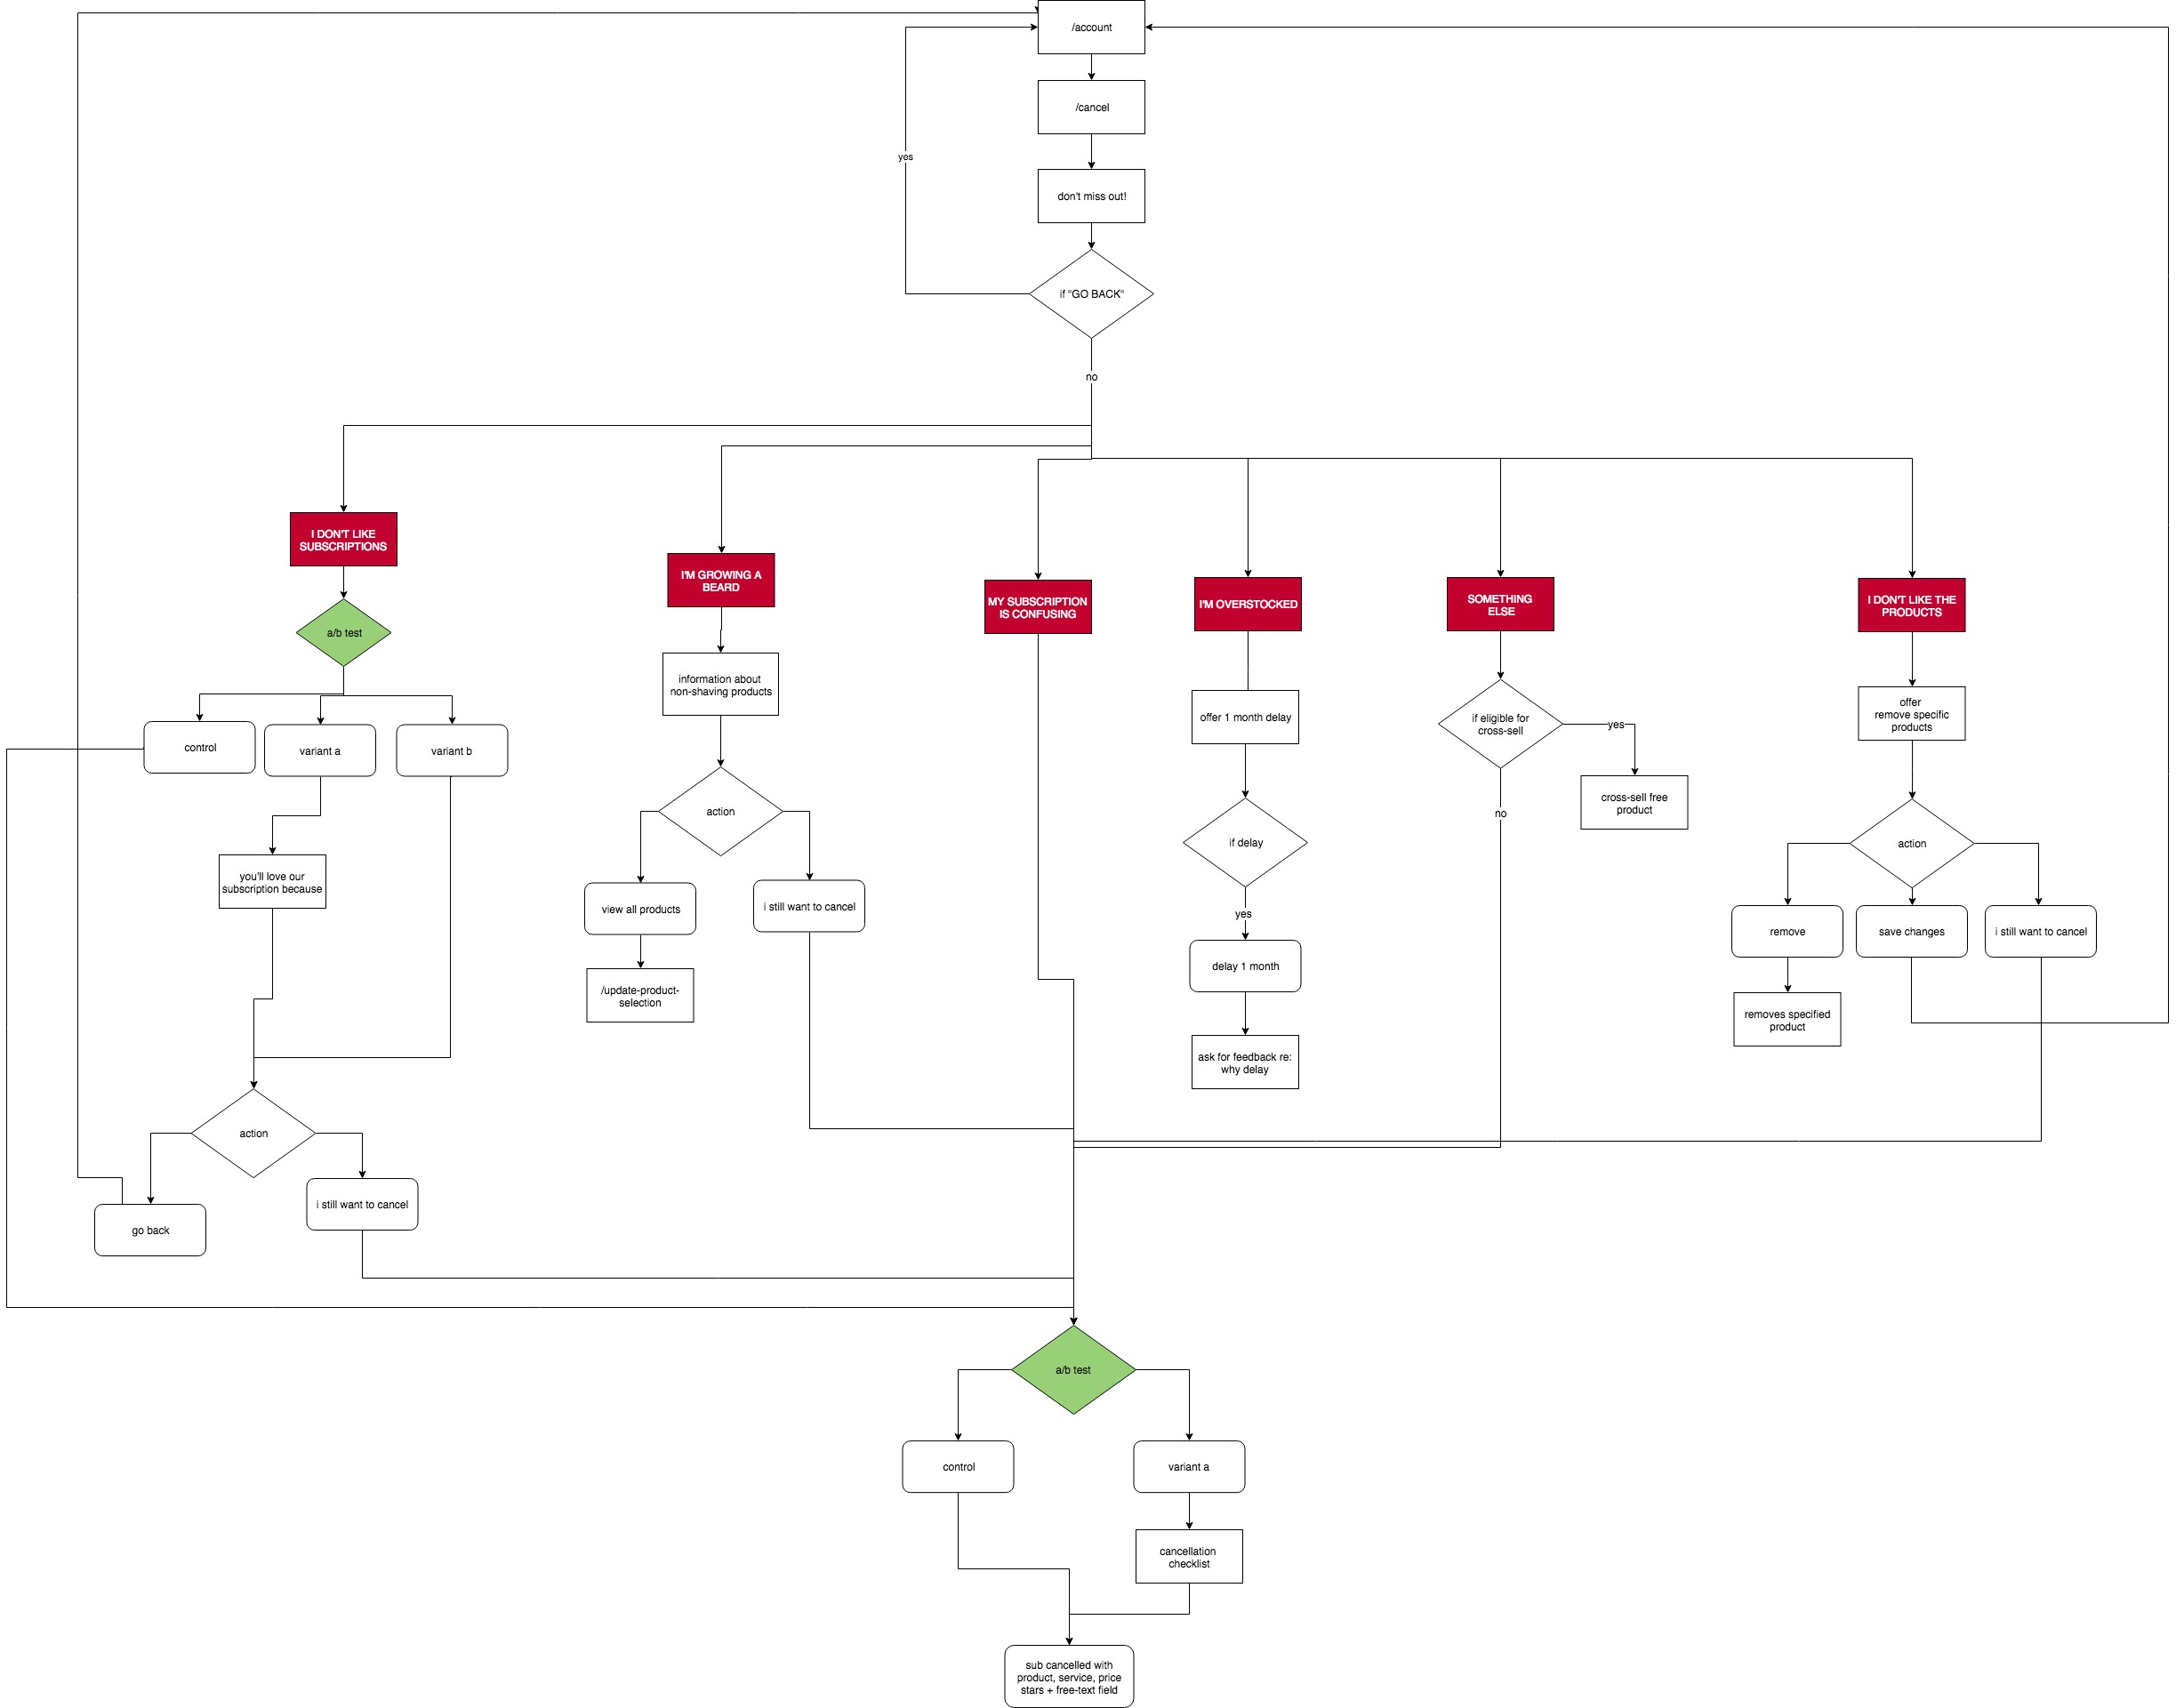 /account
/cancel
yes
don't miss out!
if "GO BACK"
no
I DON'T LIKE
SUBSCRIPTIONS
I'M GROWING A
BEARD
MY SUBSCRIPTION
IS CONFUSING
I'M OVERSTOCKED
SOMETHING
ELSE
I DON'T LIKE THE
PRODUCTS
a/b test
information about
non-shaving products
offer 1 month delay
if eligible for
cross-sell
yes
offer
remove specific
products
control
variant a
variant b
cross-sell free
product
action
no
if delay
action
you'll love our
subscription because
view all products
i still want to cancel
yes
remove
save changes
i still want to cancel
delay 1 month
/update-product-
selection
removes specified
product
ask for feedback re:
why delay
action
i still want to cancel
go back
a/b test
control
variant a
cancellation
checklist
sub cancelled with
product, service, price
stars + free-text field